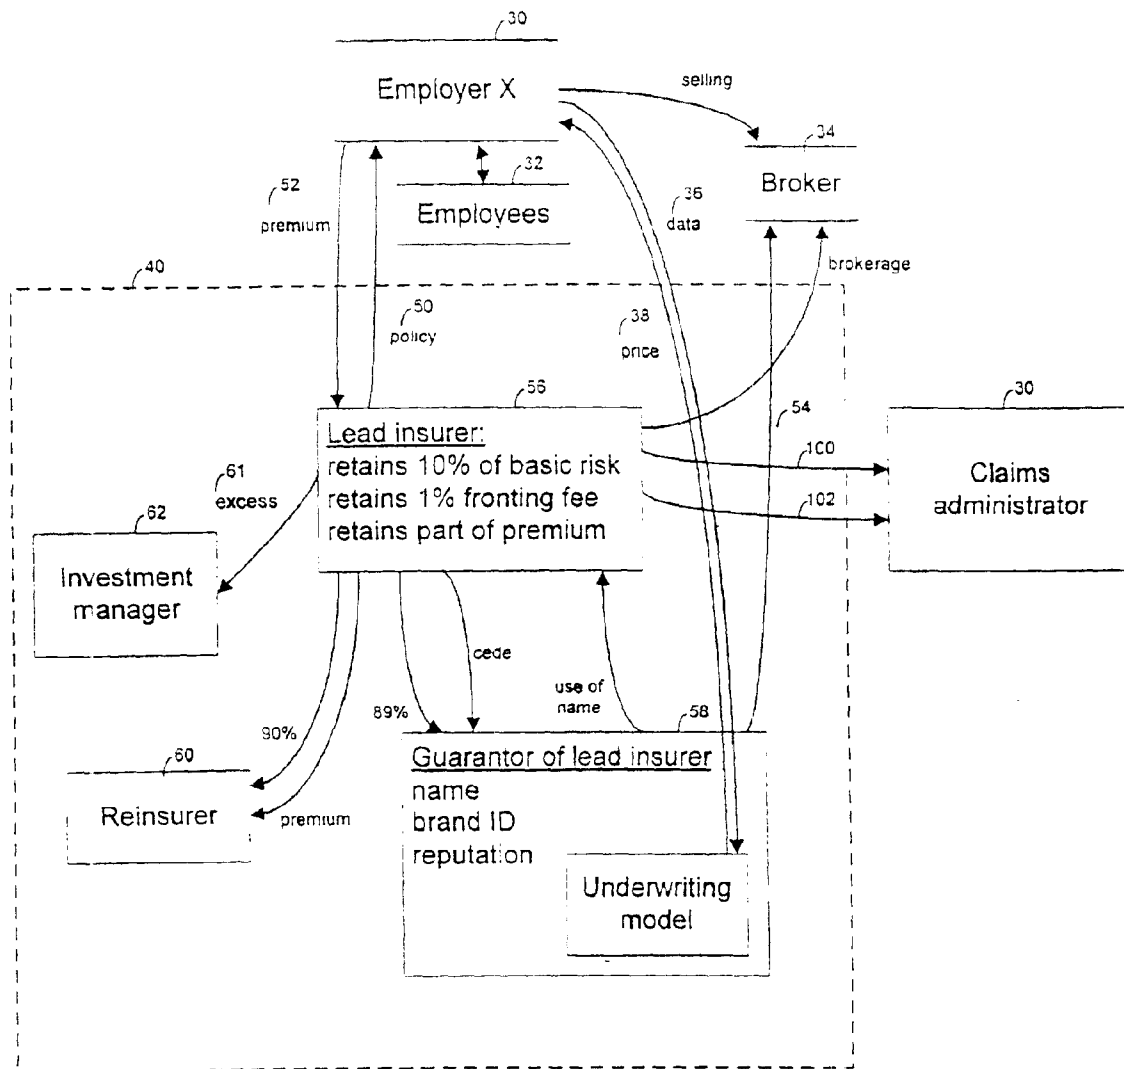 30
Employer X
selling
34
Broker
52
premium
32
Employees
36
data
brokerage
40
50
policy
38
price
56
Lead insurer:
retains 10% of basic risk
retains 1% fronting fee
retains part of premium
54
30
Claims
administrator
100
102
61
excess
62
Investment
manager
cede
use of
name
89%
90%
58
60
Reinsurer
premium
Guarantor of lead insurer
name
brand ID
reputation
Underwriting
model